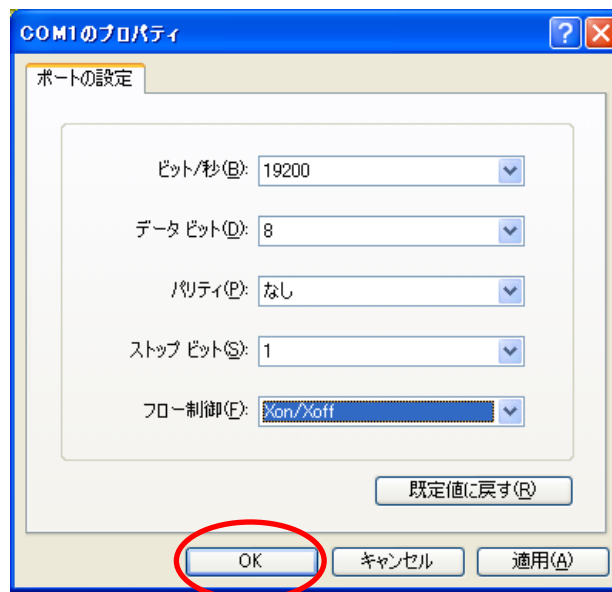 COM1のプロパティ
ポートの設定
ビット/秒(B): 19200
データ ビット(D): 8
パリティ(P): なし
ストップ ビット(S): 1
フロー制御(F): Xon/Xoff
既定値に戻す(R)
OK キャンセル 適用(A)